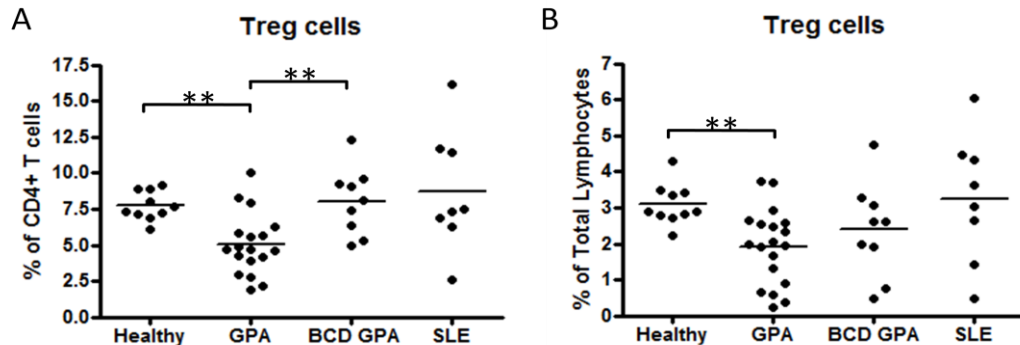 A
Treg cells
% of CD4+ T cells
17.5
15.0
12.5
10.0
7.5
5.0
2.5
0.0
**
**
Healthy GPA BCD GPA SLE
B
Treg cells
% of Total Lymphocytes
7
6
5
4
3
2
1
0
**
Healthy GPA BCD GPA SLE